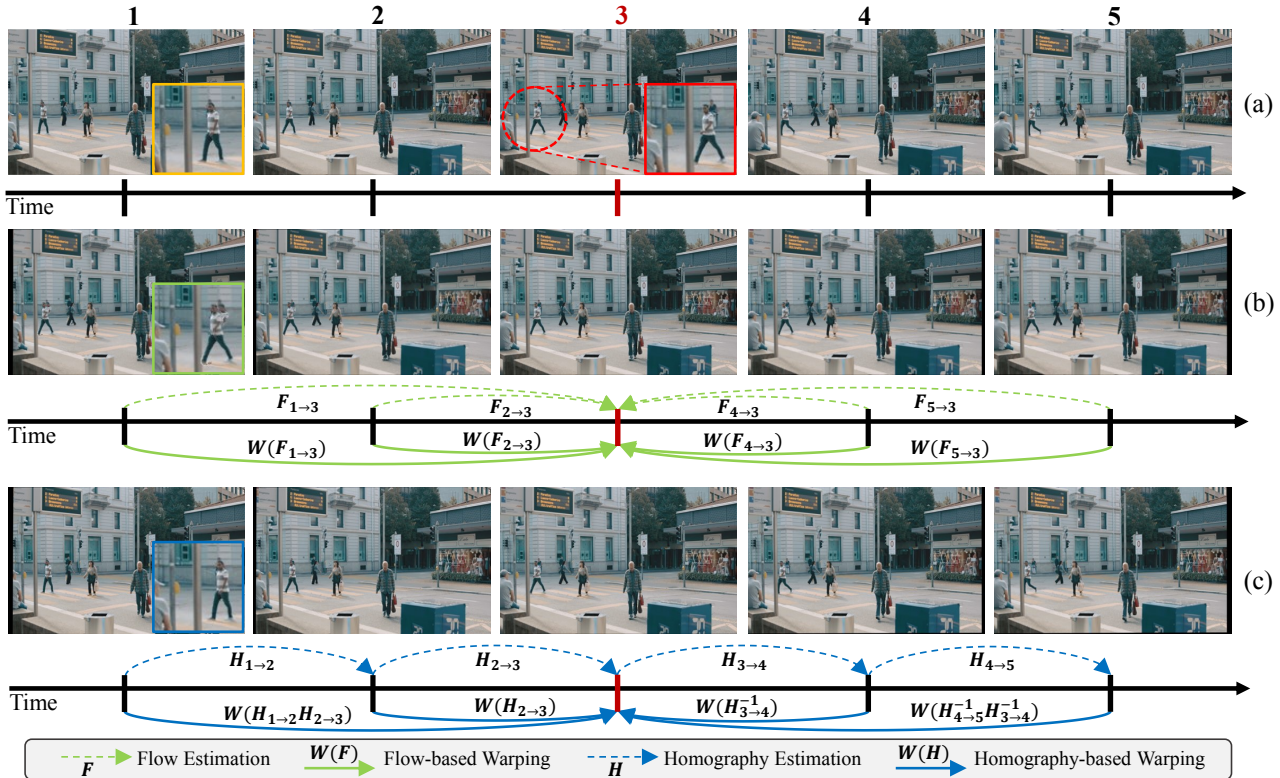 1 2 3 4 5
(a)
Time
(b)
F₁→₃ F₂→₃ F₄→₃ F₅→₃
Time
W(F₁→₃) W(F₂→₃) W(F₄→₃) W(F₅→₃)
(c)
H₁→₂ H₂→₃ H₃→₄ H₄→₅
Time
W(H₁→₂H₂→₃) W(H₂→₃) W(H₃→₄⁻¹) W(H₄→₅⁻¹H₃→₄⁻¹)
F Flow Estimation W(F) Flow-based Warping H Homography Estimation W(H) Homography-based Warping